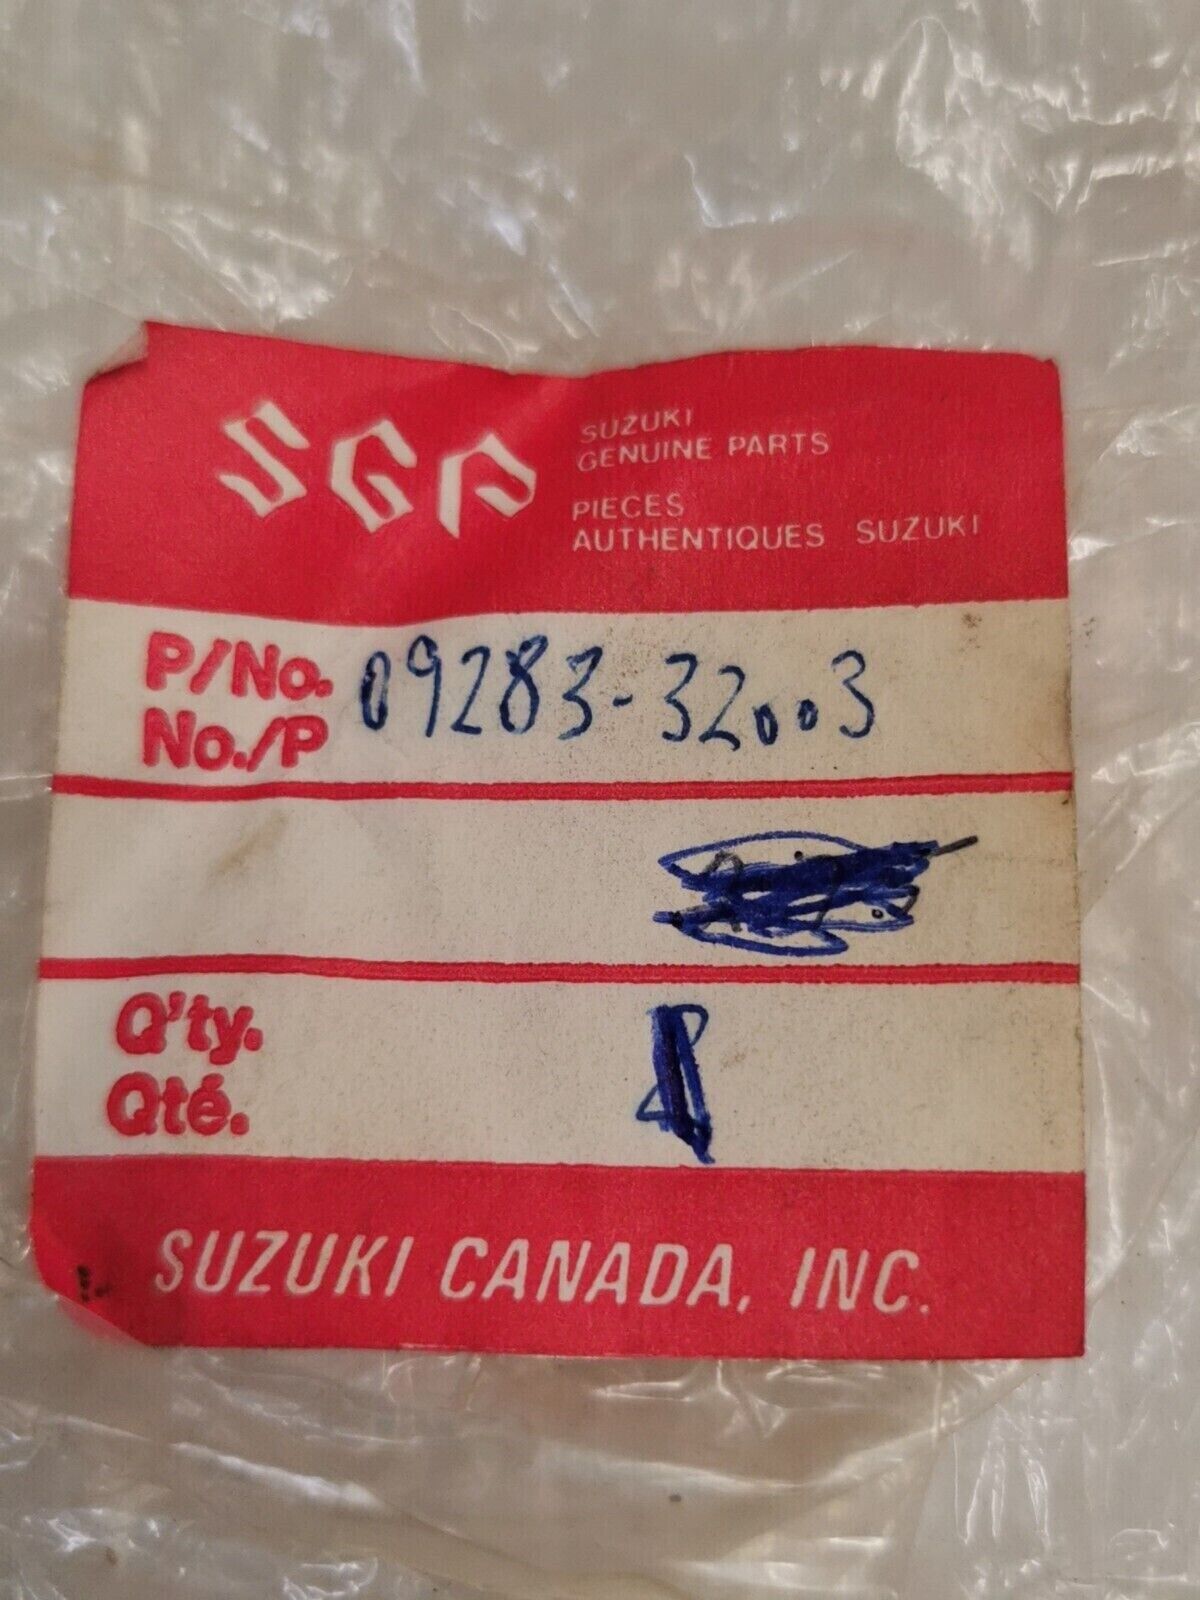 SGP
SUZUKI
GENUINE PARTS
PIECES
AUTHENTIQUES SUZUKI
P/No.
No./P
09283-32003
Q'ty.
Qté.
SUZUKI CANADA, INC.